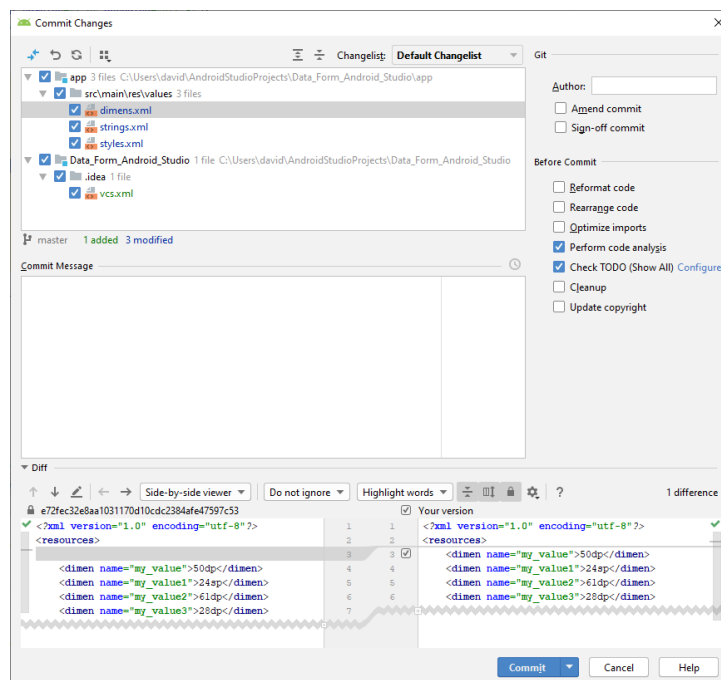 Commit Changes
Changelist: Default Changelist
app 3 files C:\Users\david\AndroidStudioProjects\Data_Form_Android_Studio\app
src\main\res\values 3 files
dimens.xml
strings.xml
styles.xml
Data_Form_Android_Studio 1 file C:\Users\david\AndroidStudioProjects\Data_Form_Android_Studio
.idea 1 file
vcs.xml
master 1 added 3 modified
Commit Message
Git
Author:
Amend commit
Sign-off commit
Before Commit
Reformat code
Rearrange code
Optimize imports
Perform code analysis
Check TODO (Show All) Configure
Cleanup
Update copyright
Diff
Side-by-side viewer Do not ignore Highlight words ? 1 difference
e72fec32e8aa1031170d10cdc2384afe47597c53 Your version
<?xml version="1.0" encoding="utf-8"?> 1 1 <?xml version="1.0" encoding="utf-8"?>
<resources> 2 2 <resources>
3 3 <dimen name="my_value">50dp</dimen>
<dimen name="my_value">50dp</dimen> 4 4 <dimen name="my_value1">24sp</dimen>
<dimen name="my_value1">24sp</dimen> 5 5 <dimen name="my_value2">61dp</dimen>
<dimen name="my_value2">61dp</dimen> 6 6 <dimen name="my_value3">28dp</dimen>
<dimen name="my_value3">28dp</dimen> 7
Commit Cancel Help